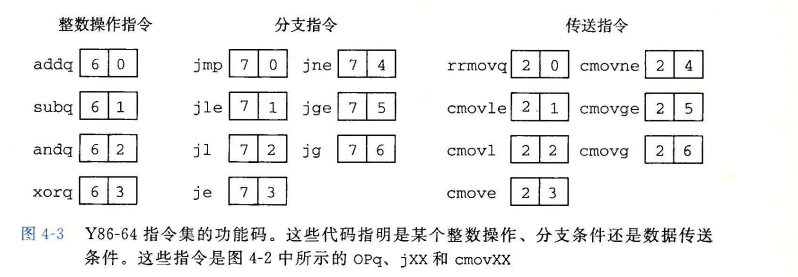 整数操作指令 分支指令 传送指令
addq 6 0 jmp 7 0 jne 7 4 rrmovq 2 0 cmovne 2 4
subq 6 1 jle 7 1 jge 7 5 cmovle 2 1 cmovge 2 5
andq 6 2 jl 7 2 jg 7 6 cmovl 2 2 cmovg 2 6
xorq 6 3 je 7 3 cmove 2 3
图 4-3 Y86-64 指令集的功能码。这些代码指明是某个整数操作、分支条件还是数据传送
条件。这些指令是图 4-2 中所示的 OPq、jXX 和 cmovXX